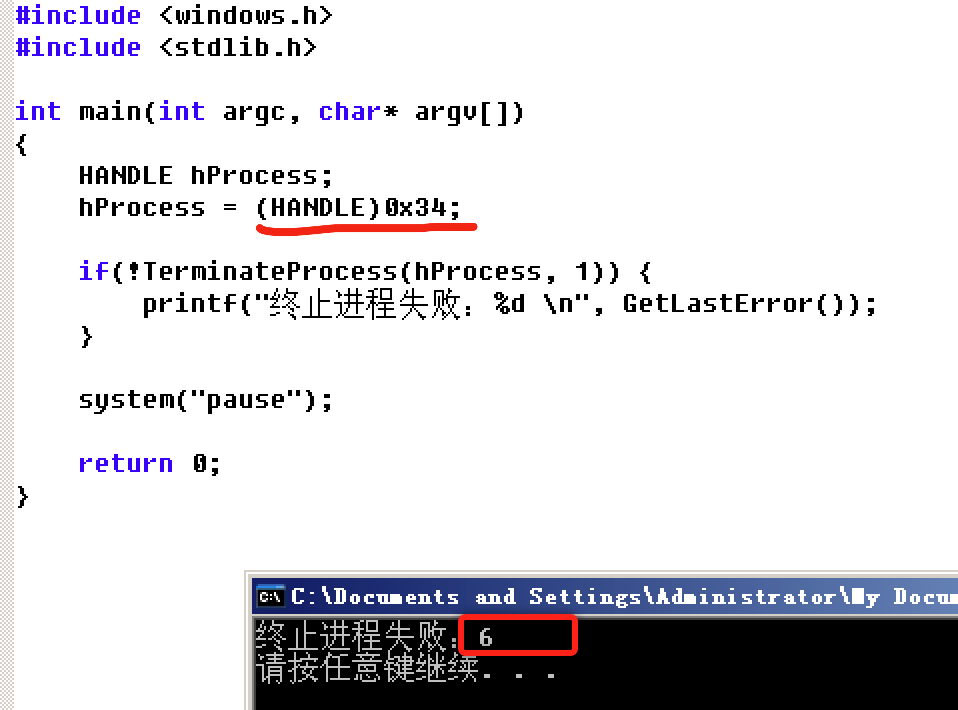 #include <windows.h>
#include <stdlib.h>
int main(int argc, char* argv[])
{
HANDLE hProcess;
hProcess = (HANDLE)0x34;
if(!TerminateProcess(hProcess, 1)) {
printf("终止进程失败：%d \n", GetLastError());
}
system("pause");
return 0;
}
C:\Documents and Settings\Administrator\My Docum
终止进程失败：6
请按任意键继续. . .